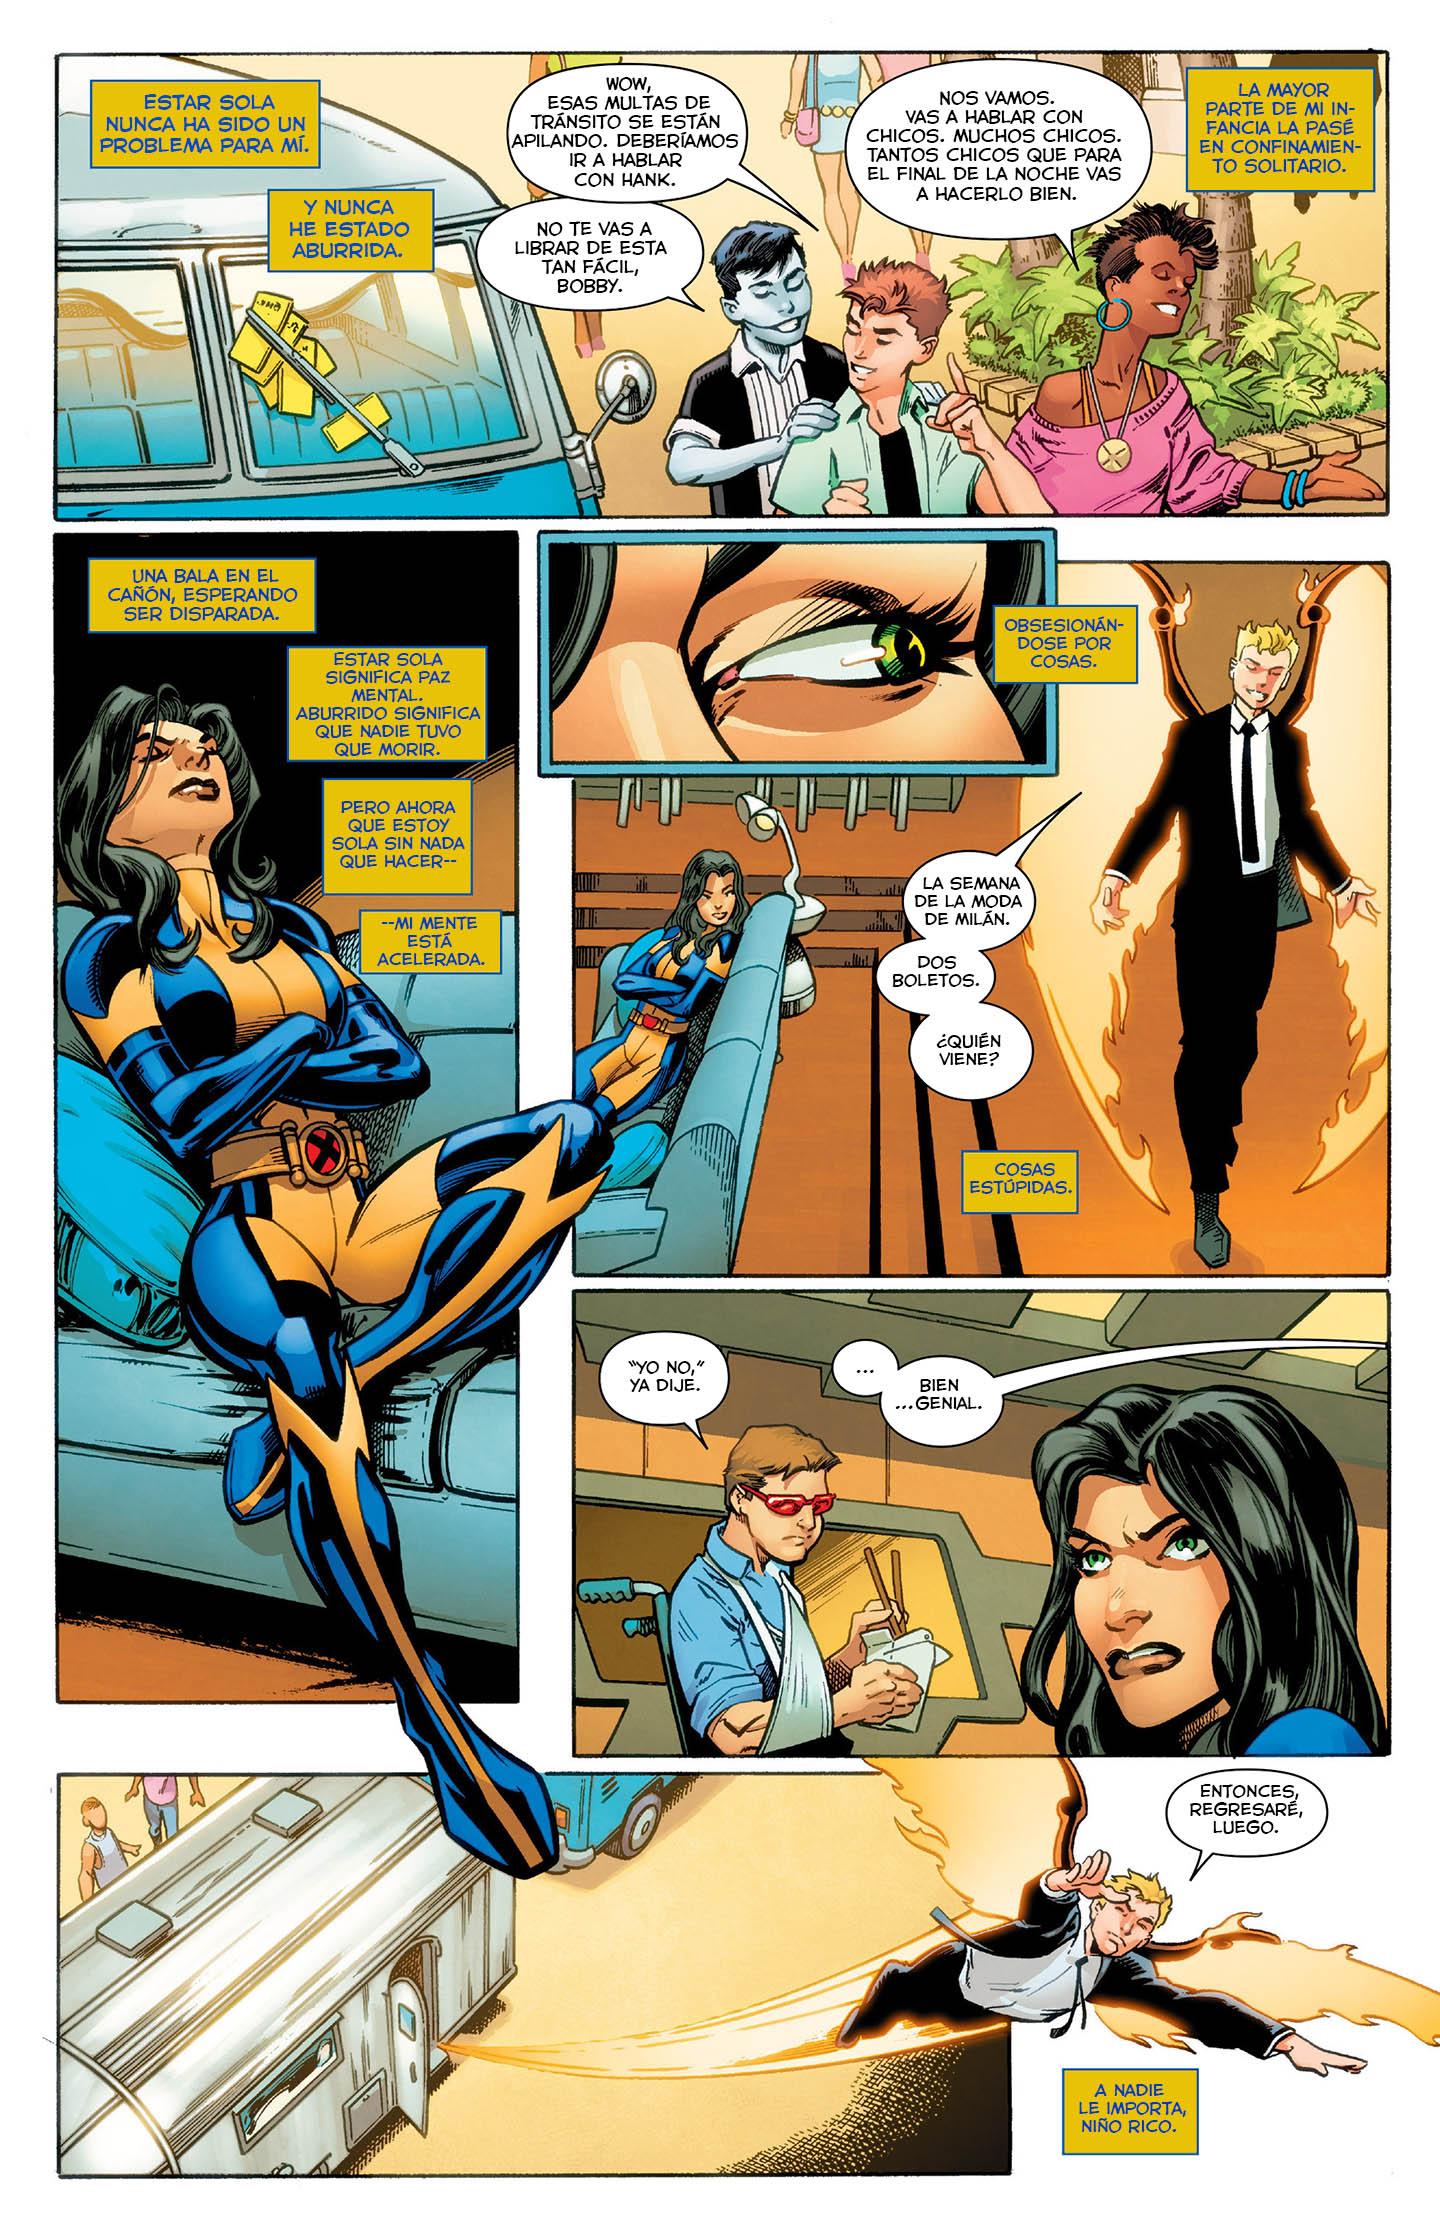 ESTAR SOLA
NUNCA HA SIDO UN
PROBLEMA PARA MÍ.
Y NUNCA
HE ESTADO
ABURRIDA.
WOW,
ESAS MULTAS DE
TRÁNSITO SE ESTÁN
APILANDO. DEBERÍAMOS
IR A HABLAR
CON HANK.
NO TE VAS A
LIBRAR DE ESTA
TAN FÁCIL,
BOBBY.
NOS VAMOS.
VAS A HABLAR CON
CHICOS. MUCHOS CHICOS.
TANTOS CHICOS QUE PARA
EL FINAL DE LA NOCHE VAS
A HACERLO BIEN.
LA MAYOR
PARTE DE MI IN-
FANCIA LA PASÉ
EN CONFINAMIEN-
TO SOLITARIO.
UNA BALA EN EL
CAÑÓN, ESPERANDO
SER DISPARADA.
ESTAR SOLA
SIGNIFICA PAZ
MENTAL.
ABURRIDO SIGNIFICA
QUE NADIE TUVO
QUE MORIR.
PERO AHORA
QUE ESTOY
SOLA SIN NADA
QUE HACER--
--MI MENTE
ESTÁ
ACELERADA.
OBSESIONÁN-
DOSE POR
COSAS.
LA SEMANA
DE LA MODA
DE MILÁN.
DOS
BOLETOS.
¿QUIÉN
VIENE?
COSAS
ESTÚPIDAS.
"YO NO,"
YA DIJE.
...
BIEN
...GENIAL.
ENTONCES,
REGRESARÉ,
LUEGO.
A NADIE
LE IMPORTA,
NIÑO RICO.